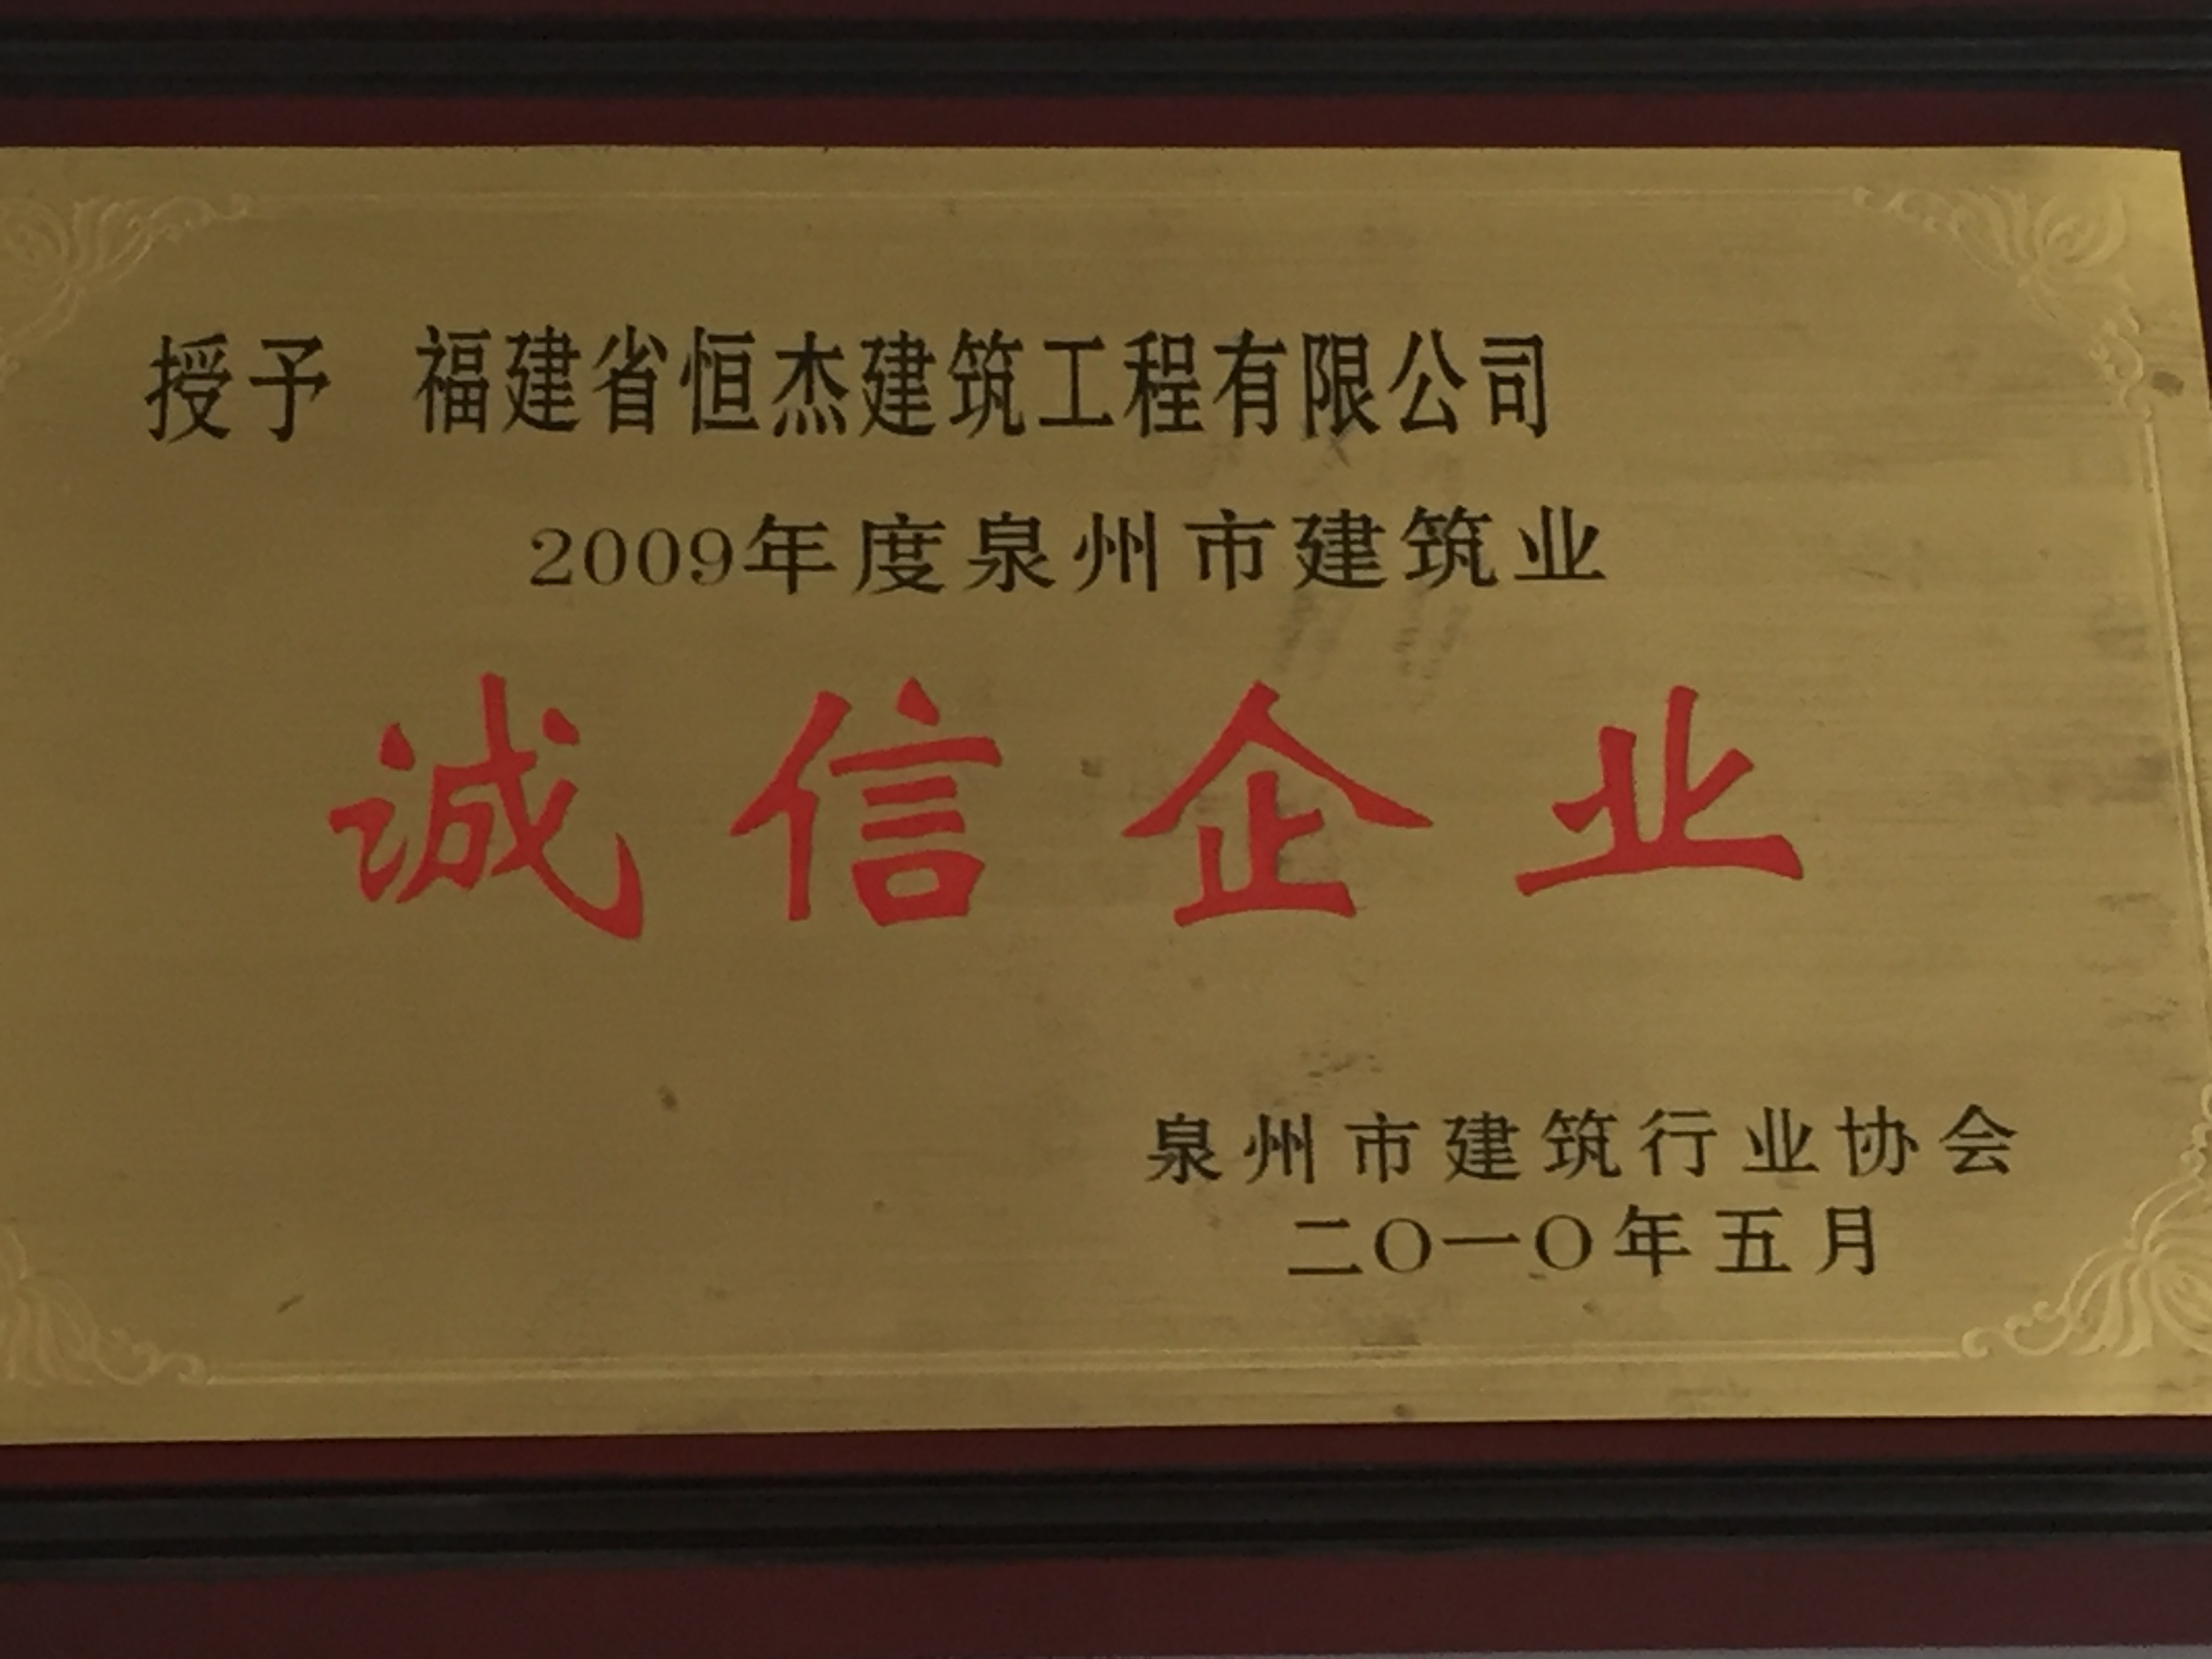 授予 福建省恒杰建筑工程有限公司
2009年度泉州市建筑业
诚信企业
泉州市建筑行业协会
二〇一〇年五月